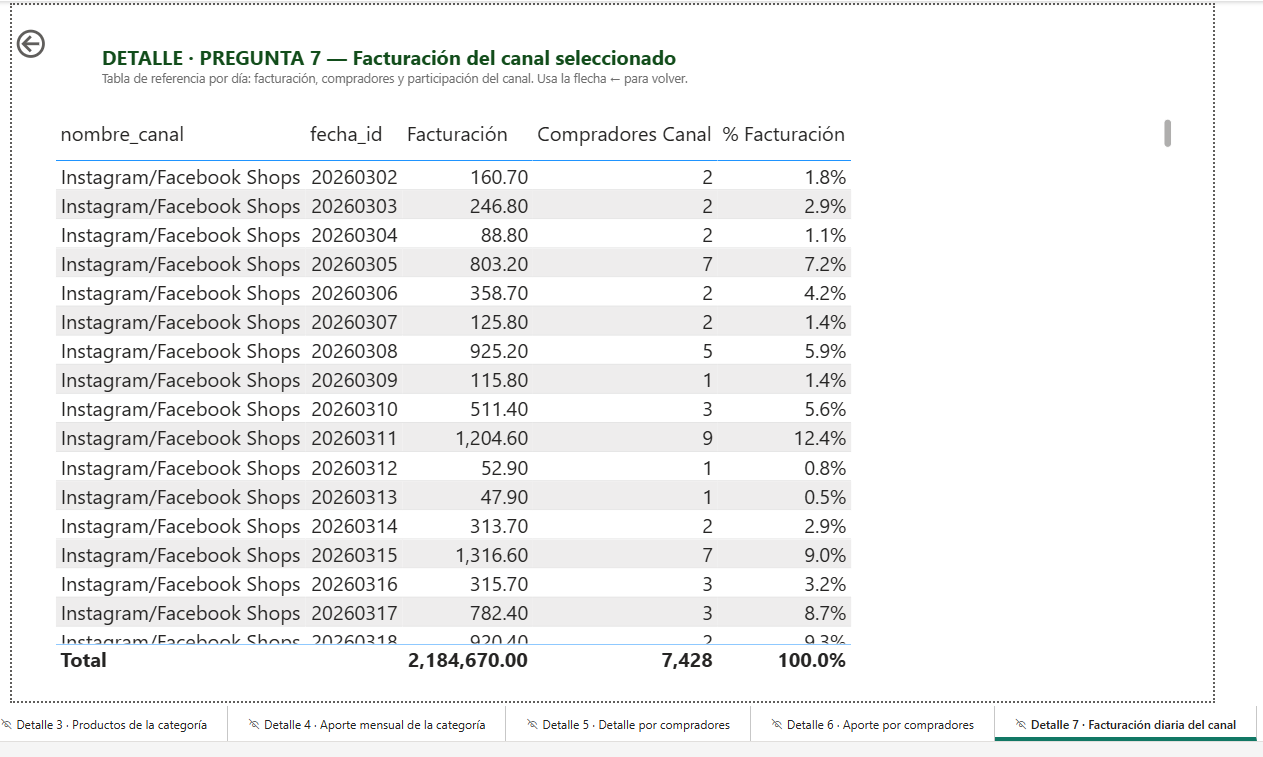 DETALLE · PREGUNTA 7 — Facturación del canal seleccionado
Tabla de referencia por día: facturación, compradores y participación del canal. Usa la flecha ← para volver.
nombre_canal fecha_id Facturación Compradores Canal % Facturación
Instagram/Facebook Shops 20260302 160.70 2 1.8%
Instagram/Facebook Shops 20260303 246.80 2 2.9%
Instagram/Facebook Shops 20260304 88.80 2 1.1%
Instagram/Facebook Shops 20260305 803.20 7 7.2%
Instagram/Facebook Shops 20260306 358.70 2 4.2%
Instagram/Facebook Shops 20260307 125.80 2 1.4%
Instagram/Facebook Shops 20260308 925.20 5 5.9%
Instagram/Facebook Shops 20260309 115.80 1 1.4%
Instagram/Facebook Shops 20260310 511.40 3 5.6%
Instagram/Facebook Shops 20260311 1,204.60 9 12.4%
Instagram/Facebook Shops 20260312 52.90 1 0.8%
Instagram/Facebook Shops 20260313 47.90 1 0.5%
Instagram/Facebook Shops 20260314 313.70 2 2.9%
Instagram/Facebook Shops 20260315 1,316.60 7 9.0%
Instagram/Facebook Shops 20260316 315.70 3 3.2%
Instagram/Facebook Shops 20260317 782.40 3 8.7%
Instagram/Facebook Shops 20260318 920.40 2 9.3%
Total 2,184,670.00 7,428 100.0%
Detalle 3 · Productos de la categoría Detalle 4 · Aporte mensual de la categoría Detalle 5 · Detalle por compradores Detalle 6 · Aporte por compradores Detalle 7 · Facturación diaria del canal